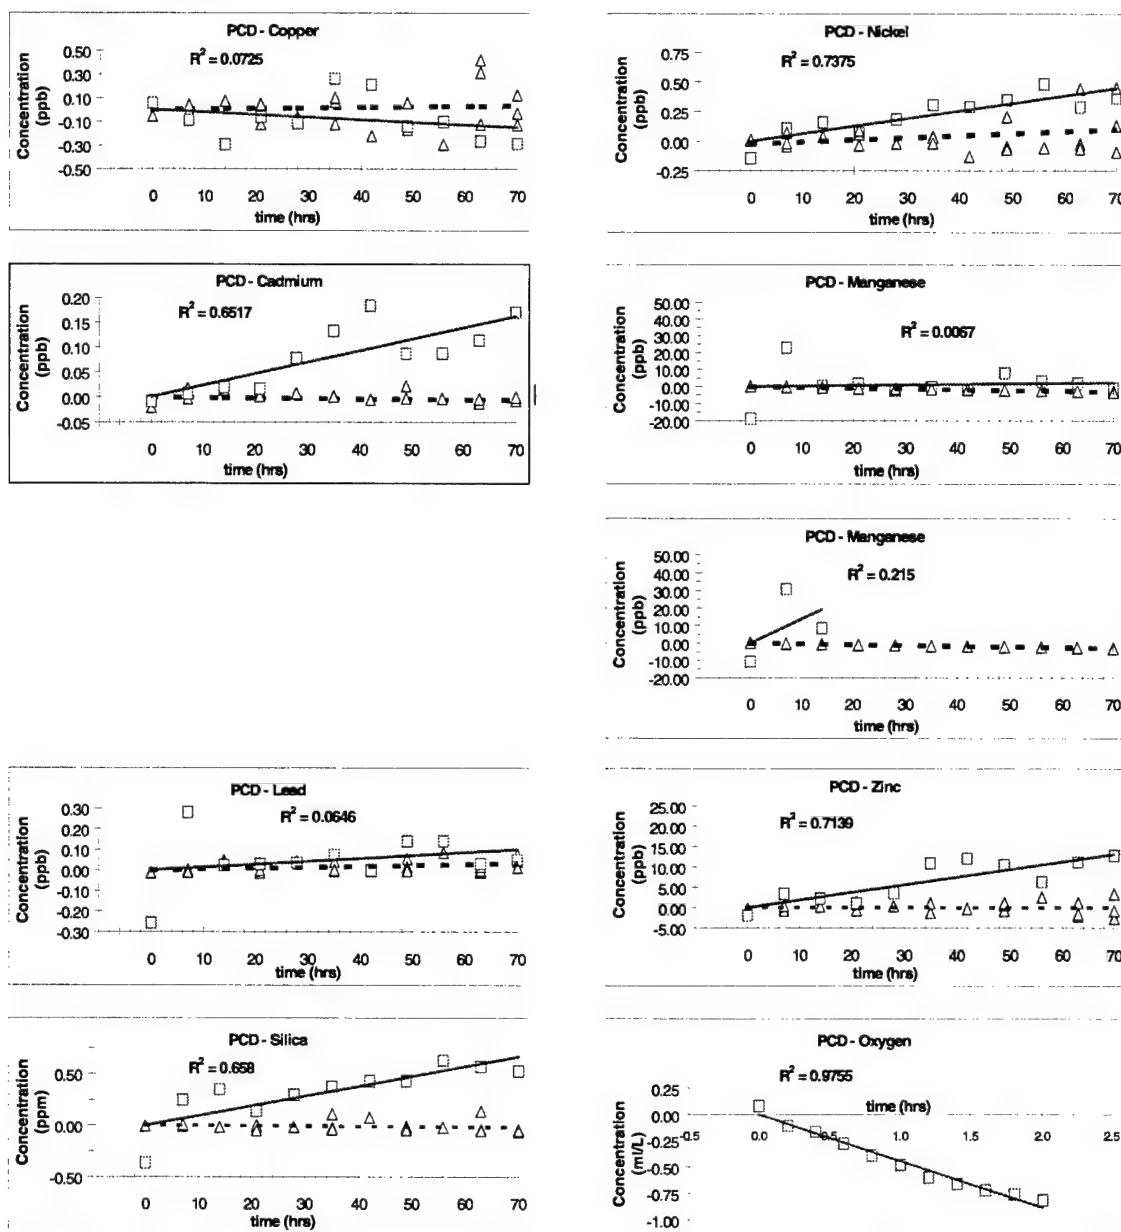 PCD - Copper
R² = 0.0725
Concentration
(ppb)
0.50
0.30
0.10
-0.10
-0.30
-0.50
0 10 20 30 40 50 60 70
time (hrs)
PCD - Nickel
R² = 0.7375
Concentration
(ppb)
0.75
0.50
0.25
0.00
-0.25
0 10 20 30 40 50 60 70
time (hrs)
PCD - Cadmium
R² = 0.6517
Concentration
(ppb)
0.20
0.15
0.10
0.05
0.00
-0.05
0 10 20 30 40 50 60 70
time (hrs)
PCD - Manganese
R² = 0.0067
Concentration
(ppb)
50.00
40.00
30.00
20.00
10.00
0.00
-10.00
-20.00
0 10 20 30 40 50 60 70
time (hrs)
PCD - Manganese
R² = 0.215
Concentration
(ppb)
50.00
40.00
30.00
20.00
10.00
0.00
-10.00
-20.00
0 10 20 30 40 50 60 70
time (hrs)
PCD - Lead
R² = 0.0646
Concentration
(ppb)
0.30
0.20
0.10
0.00
-0.10
-0.20
-0.30
0 10 20 30 40 50 60 70
time (hrs)
PCD - Zinc
R² = 0.7139
Concentration
(ppb)
25.00
20.00
15.00
10.00
5.00
0.00
-5.00
0 10 20 30 40 50 60 70
time (hrs)
PCD - Silica
R² = 0.658
Concentration
(ppm)
0.50
0.00
-0.50
0 10 20 30 40 50 60 70
time (hrs)
PCD - Oxygen
R² = 0.9755
Concentration
(ml/L)
0.25
0.00
-0.25
-0.50
-0.75
-1.00
time (hrs)
-0.5 0.0 0.5 1.0 1.5 2.0 2.5